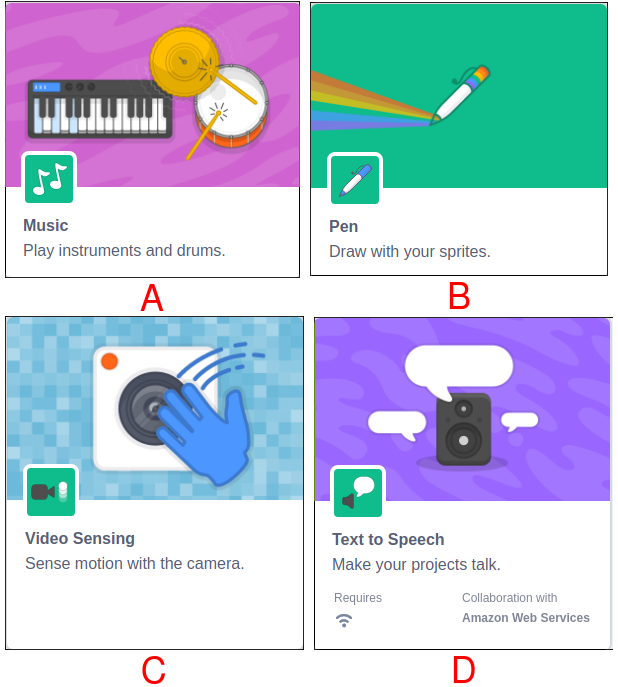 Music
Play instruments and drums.
A
Pen
Draw with your sprites.
B
Video Sensing
Sense motion with the camera.
C
Text to Speech
Make your projects talk.
Requires
Collaboration with
Amazon Web Services
D